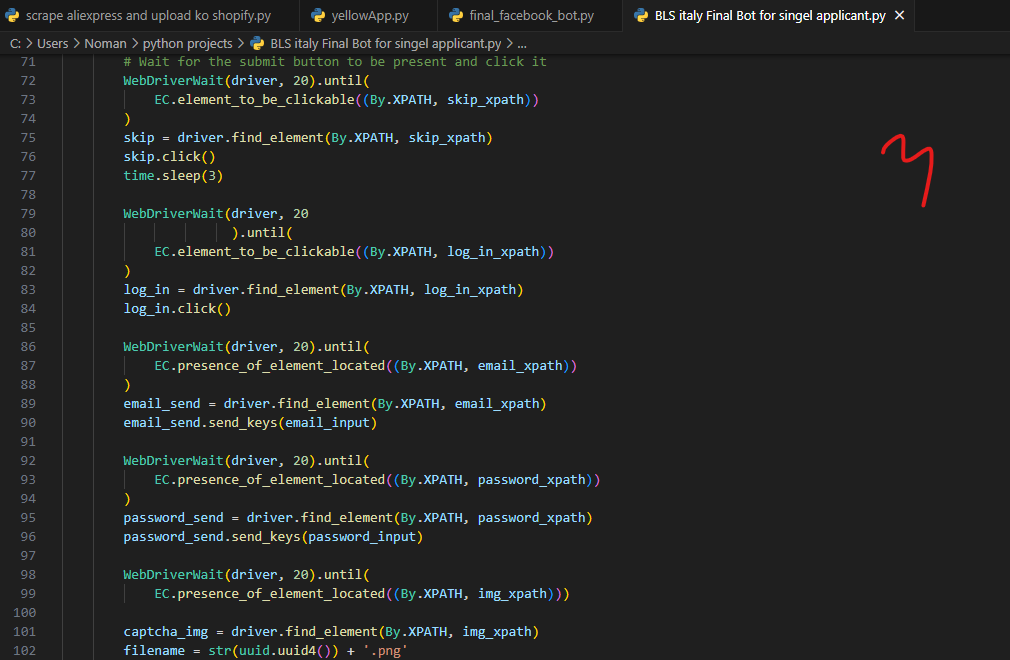 scrape aliexpress and upload ko shopify.py yellowApp.py final_facebook_bot.py BLS italy Final Bot for singel applicant.py
C: > Users > Noman > python projects > BLS italy Final Bot for singel applicant.py > ...
71 # Wait for the submit button to be present and click it
72 WebDriverWait(driver, 20).until(
73 EC.element_to_be_clickable((By.XPATH, skip_xpath))
74 )
75 skip = driver.find_element(By.XPATH, skip_xpath)
76 skip.click()
77 time.sleep(3)
78
79 WebDriverWait(driver, 20
80 ).until(
81 EC.element_to_be_clickable((By.XPATH, log_in_xpath))
82 )
83 log_in = driver.find_element(By.XPATH, log_in_xpath)
84 log_in.click()
85
86 WebDriverWait(driver, 20).until(
87 EC.presence_of_element_located((By.XPATH, email_xpath))
88 )
89 email_send = driver.find_element(By.XPATH, email_xpath)
90 email_send.send_keys(email_input)
91
92 WebDriverWait(driver, 20).until(
93 EC.presence_of_element_located((By.XPATH, password_xpath))
94 )
95 password_send = driver.find_element(By.XPATH, password_xpath)
96 password_send.send_keys(password_input)
97
98 WebDriverWait(driver, 20).until(
99 EC.presence_of_element_located((By.XPATH, img_xpath)))
100
101 captcha_img = driver.find_element(By.XPATH, img_xpath)
102 filename = str(uuid.uuid4()) + '.png'